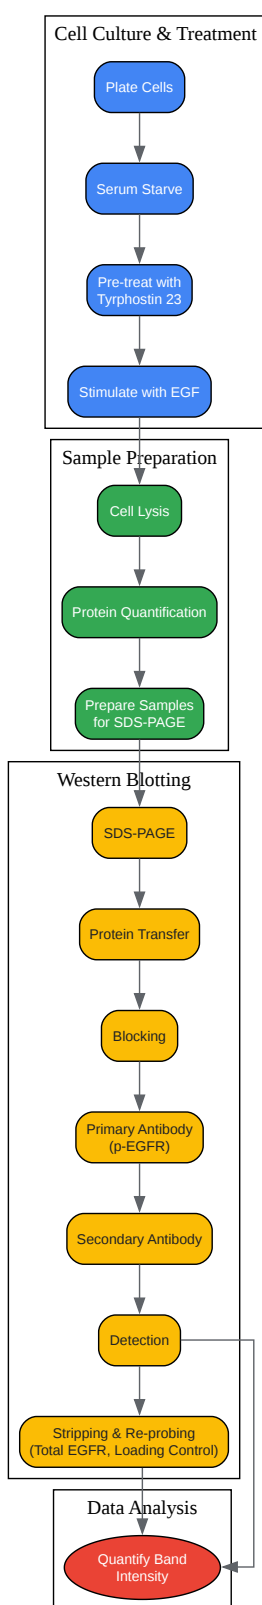 Cell Culture & Treatment
Plate Cells
Serum Starve
Pre-treat with
Tyrphostin 23
Stimulate with EGF
Sample Preparation
Cell Lysis
Protein Quantification
Prepare Samples
for SDS-PAGE
Western Blotting
SDS-PAGE
Protein Transfer
Blocking
Primary Antibody
(p-EGFR)
Secondary Antibody
Detection
Stripping & Re-probing
(Total EGFR, Loading Control)
Data Analysis
Quantify Band
Intensity